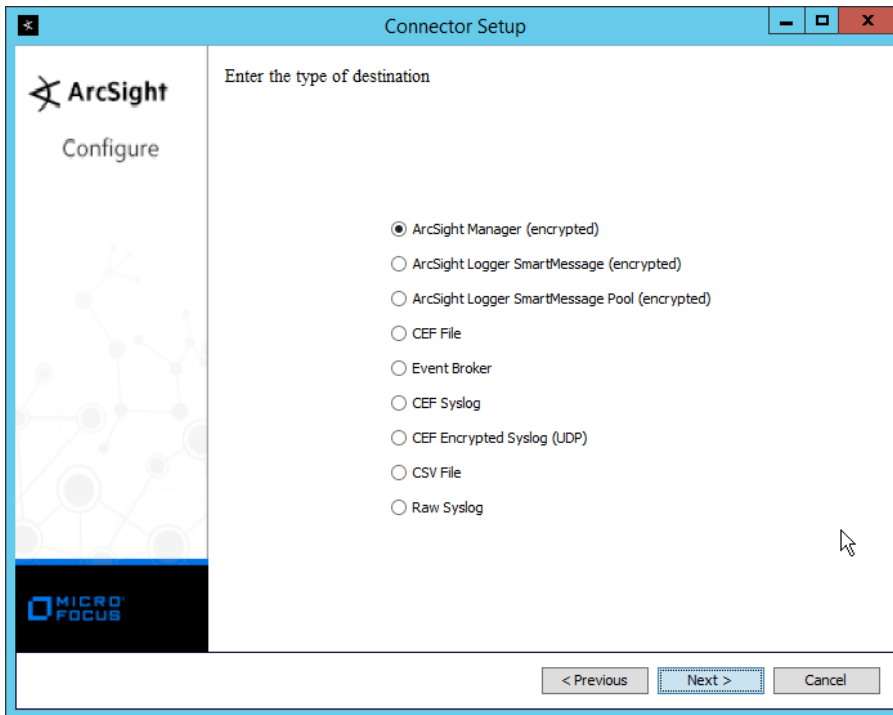 Connector Setup
ArcSight
Configure
Enter the type of destination
ArcSight Manager (encrypted)
ArcSight Logger SmartMessage (encrypted)
ArcSight Logger SmartMessage Pool (encrypted)
CEF File
Event Broker
CEF Syslog
CEF Encrypted Syslog (UDP)
CSV File
Raw Syslog
MICRO
FOCUS
< Previous
Next >
Cancel